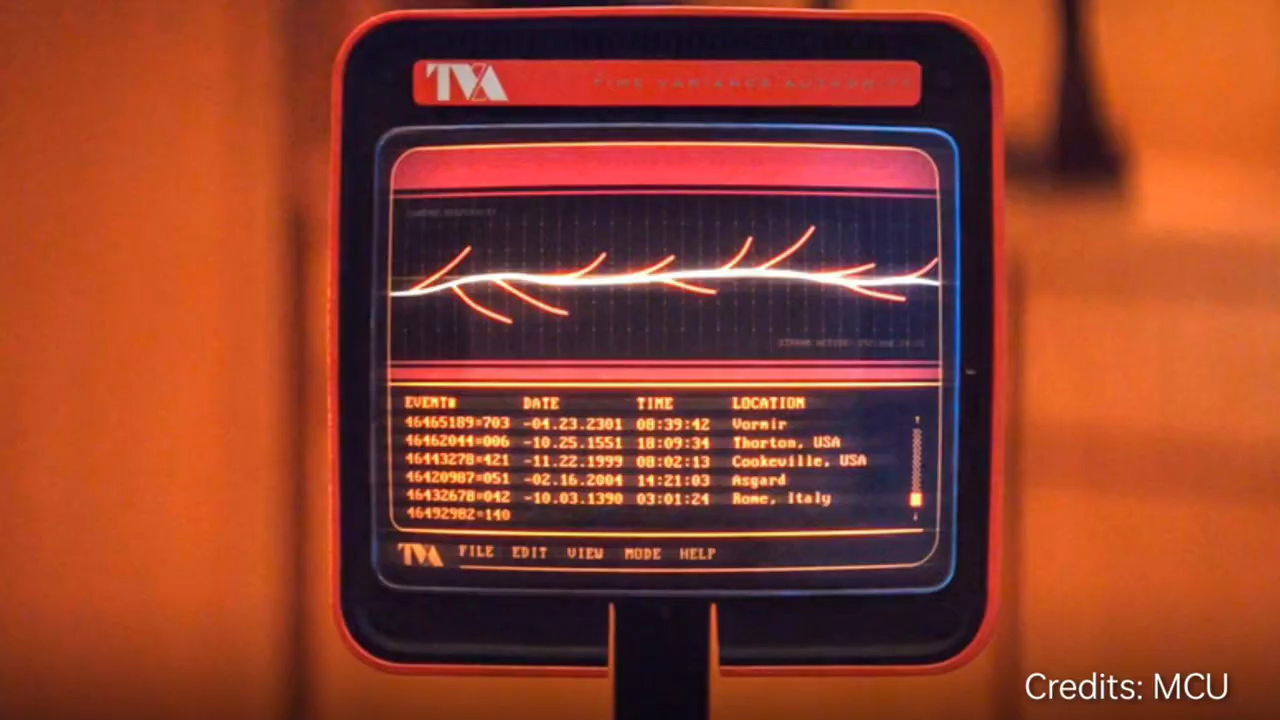 TVA TIME VARIANCE AUTHORITY
EVENT# DATE TIME LOCATION
46465189=703 -04.23.2301 08:39:42 Vormir
46462044=006 -10.25.1551 18:09:34 Thorton, USA
46443278=421 -11.22.1999 08:02:13 Cookeville, USA
46420987=051 -02.16.2004 14:21:03 Asgard
46432678=042 -10.03.1390 03:01:24 Rome, Italy
46492982=140
TVA FILE EDIT VIEW MODE HELP
Credits: MCU